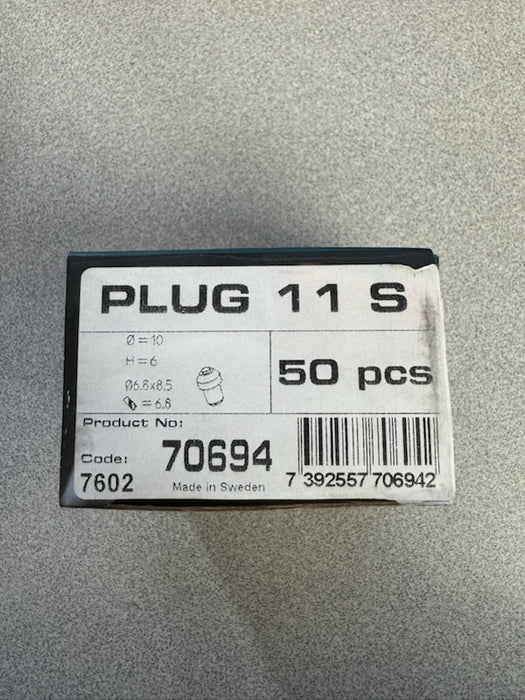 PLUG 11 S
Ø = 10
H = 6
Ø6.8x8.5
= 6.8
50 pcs
Product No:
70694
Code:
7602
Made in Sweden
7 392557 706942